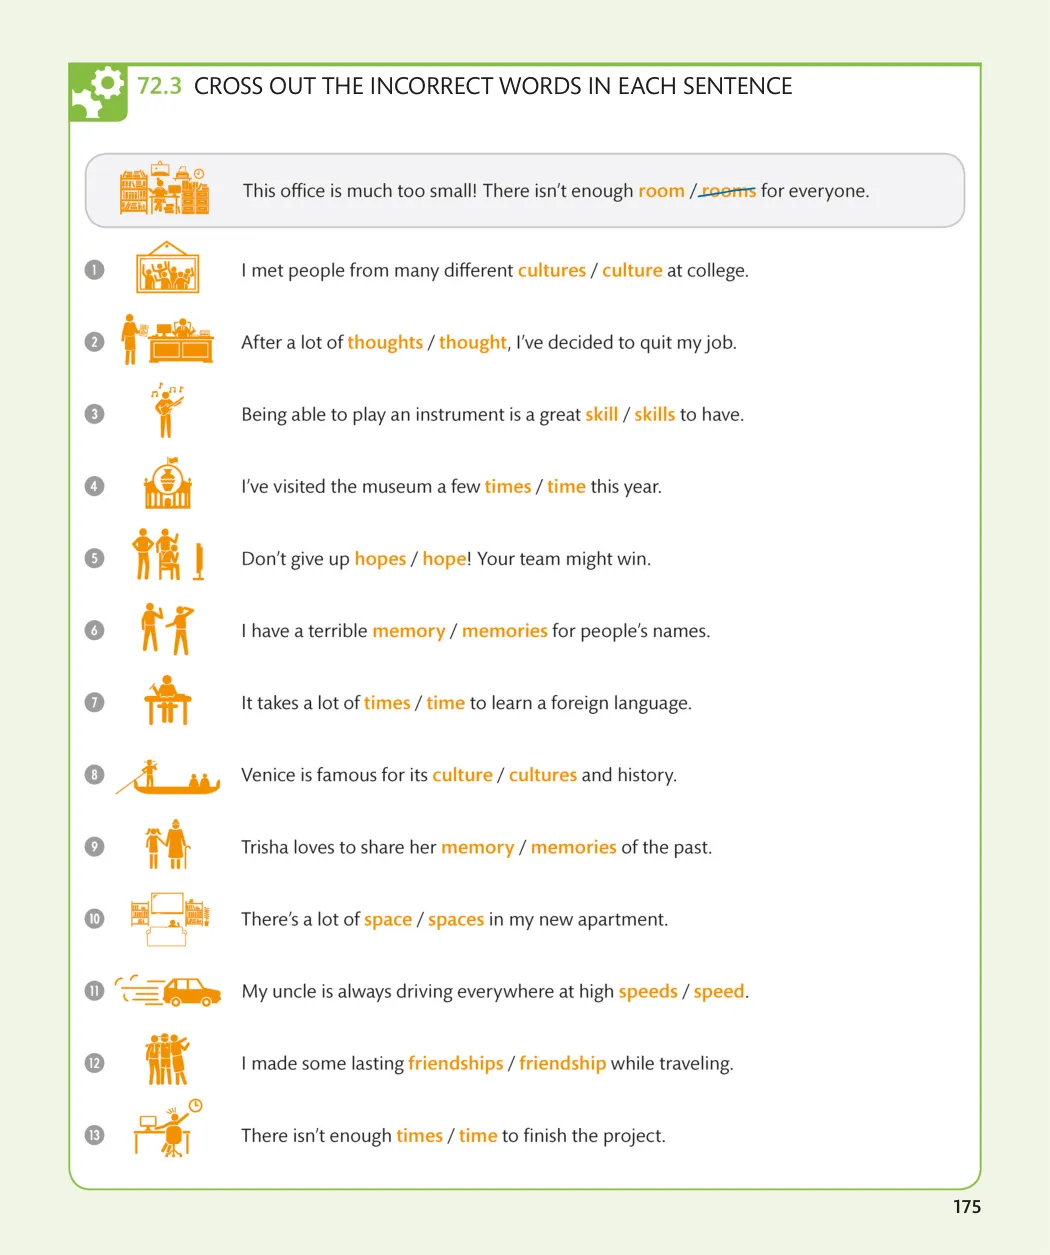 72.3 CROSS OUT THE INCORRECT WORDS IN EACH SENTENCE
This office is much too small! There isn’t enough room / rooms for everyone.
1 I met people from many different cultures / culture at college.
2 After a lot of thoughts / thought, I’ve decided to quit my job.
3 Being able to play an instrument is a great skill / skills to have.
4 I’ve visited the museum a few times / time this year.
5 Don’t give up hopes / hope! Your team might win.
6 I have a terrible memory / memories for people’s names.
7 It takes a lot of times / time to learn a foreign language.
8 Venice is famous for its culture / cultures and history.
9 Trisha loves to share her memory / memories of the past.
10 There’s a lot of space / spaces in my new apartment.
11 My uncle is always driving everywhere at high speeds / speed.
12 I made some lasting friendships / friendship while traveling.
13 There isn’t enough times / time to finish the project.
175